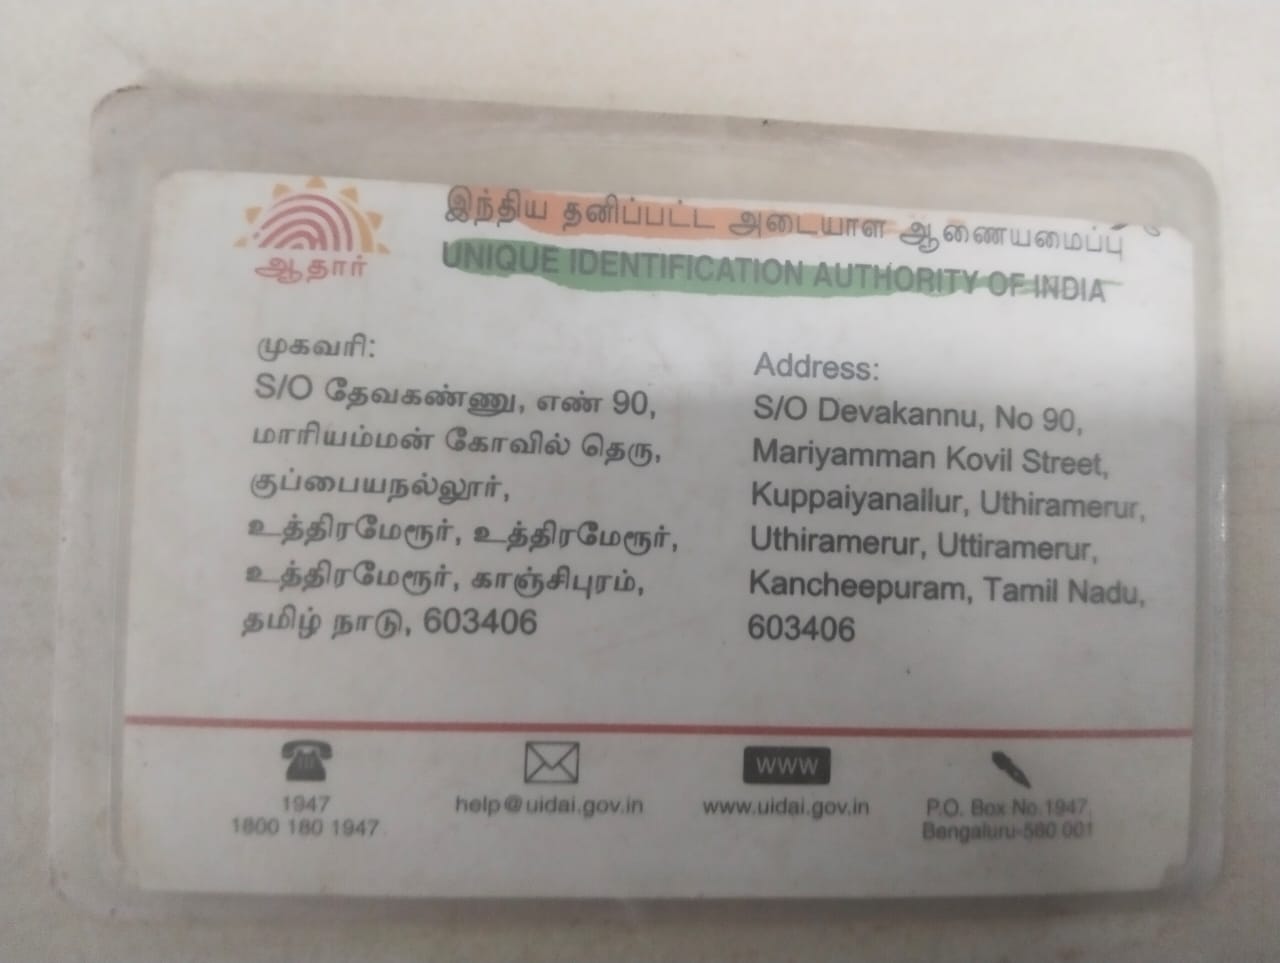 ஆதார்
இந்திய தனிப்பட்ட அடையாள ஆணையமைப்பு
UNIQUE IDENTIFICATION AUTHORITY OF INDIA
முகவரி:
S/O தேவகண்ணு, எண் 90,
மாரியம்மன் கோவில் தெரு,
குப்பையநல்லூர்,
உத்திரமேரூர், உத்திரமேரூர்,
உத்திரமேரூர், காஞ்சிபுரம்,
தமிழ் நாடு, 603406
Address:
S/O Devakannu, No 90,
Mariyamman Kovil Street,
Kuppaiyanallur, Uthiramerur,
Uthiramerur, Uttiramerur,
Kancheepuram, Tamil Nadu,
603406
1947
1800 180 1947
help@uidai.gov.in
WWW
www.uidai.gov.in
P.O. Box No.1947,
Bengaluru-560 001